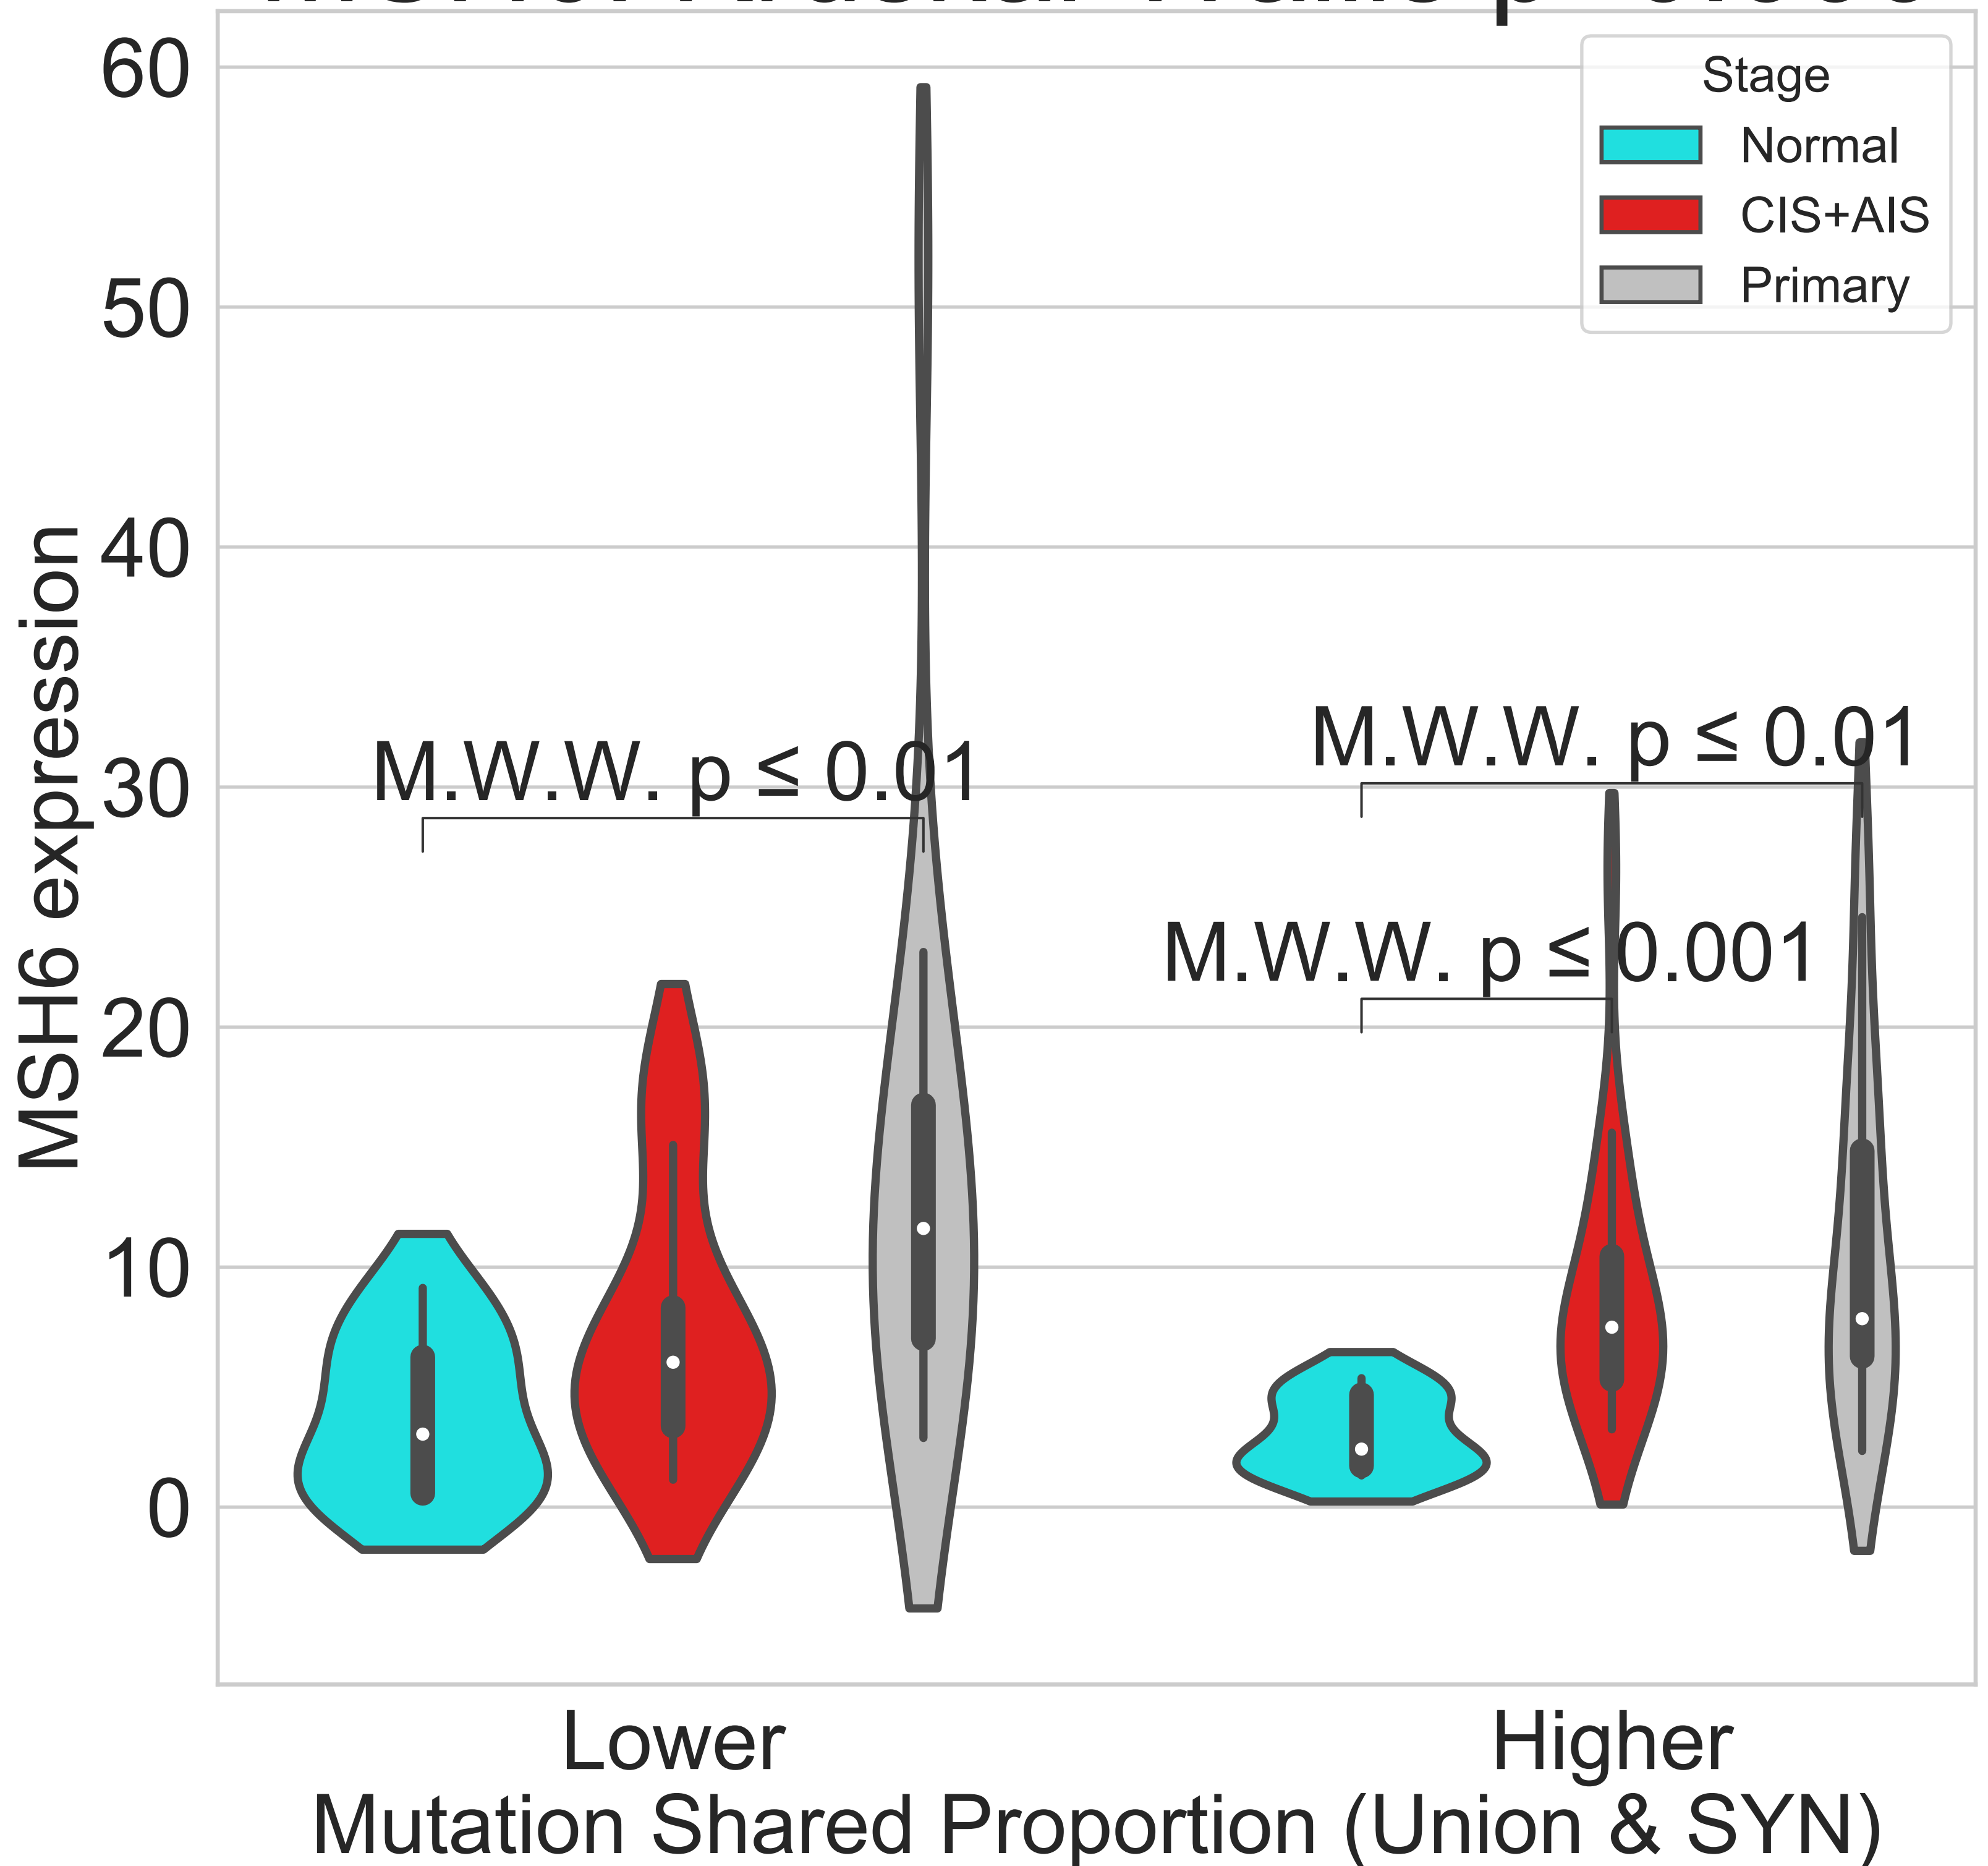 60
50
40
30
20
10
0
MSH6 expression
Stage
Normal
CIS+AIS
Primary
M.W.W. p ≤ 0.01
M.W.W. p ≤ 0.01
M.W.W. p ≤ 0.001
Lower
Higher
Mutation Shared Proportion (Union & SYN)